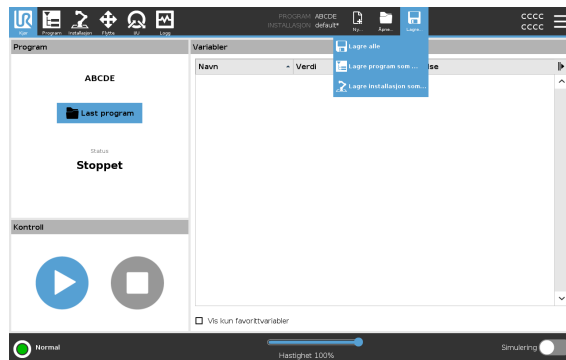 UR
Kjør
Program
Installasjon
Flytte
I/U
Logg
PROGRAM ABCDE
INSTALLASJON default*
Ny...
Åpne...
Lagre...
CCCC
CCCC
Program
Variabler
Lagre alle
Lagre program som ...
Lagre installasjon som...
Navn
Verdi
lse
ABCDE
Last program
Status
Stoppet
Kontroll
Vis kun favorittvariabler
Normal
Hastighet 100%
Simulering